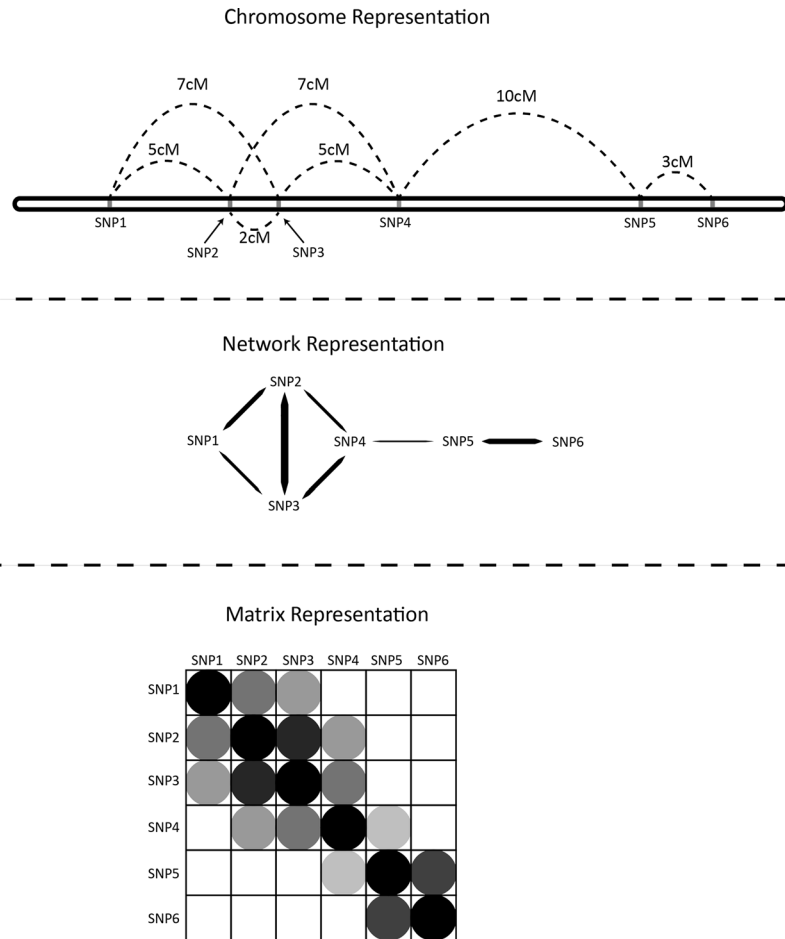 Chromosome Representation
7cM 7cM 10cM
5cM 5cM 3cM
SNP1 SNP4 SNP5 SNP6
2cM
SNP2 SNP3
Network Representation
SNP2
SNP1 SNP4 SNP5 SNP6
SNP3
Matrix Representation
SNP1 SNP2 SNP3 SNP4 SNP5 SNP6
SNP1
SNP2
SNP3
SNP4
SNP5
SNP6